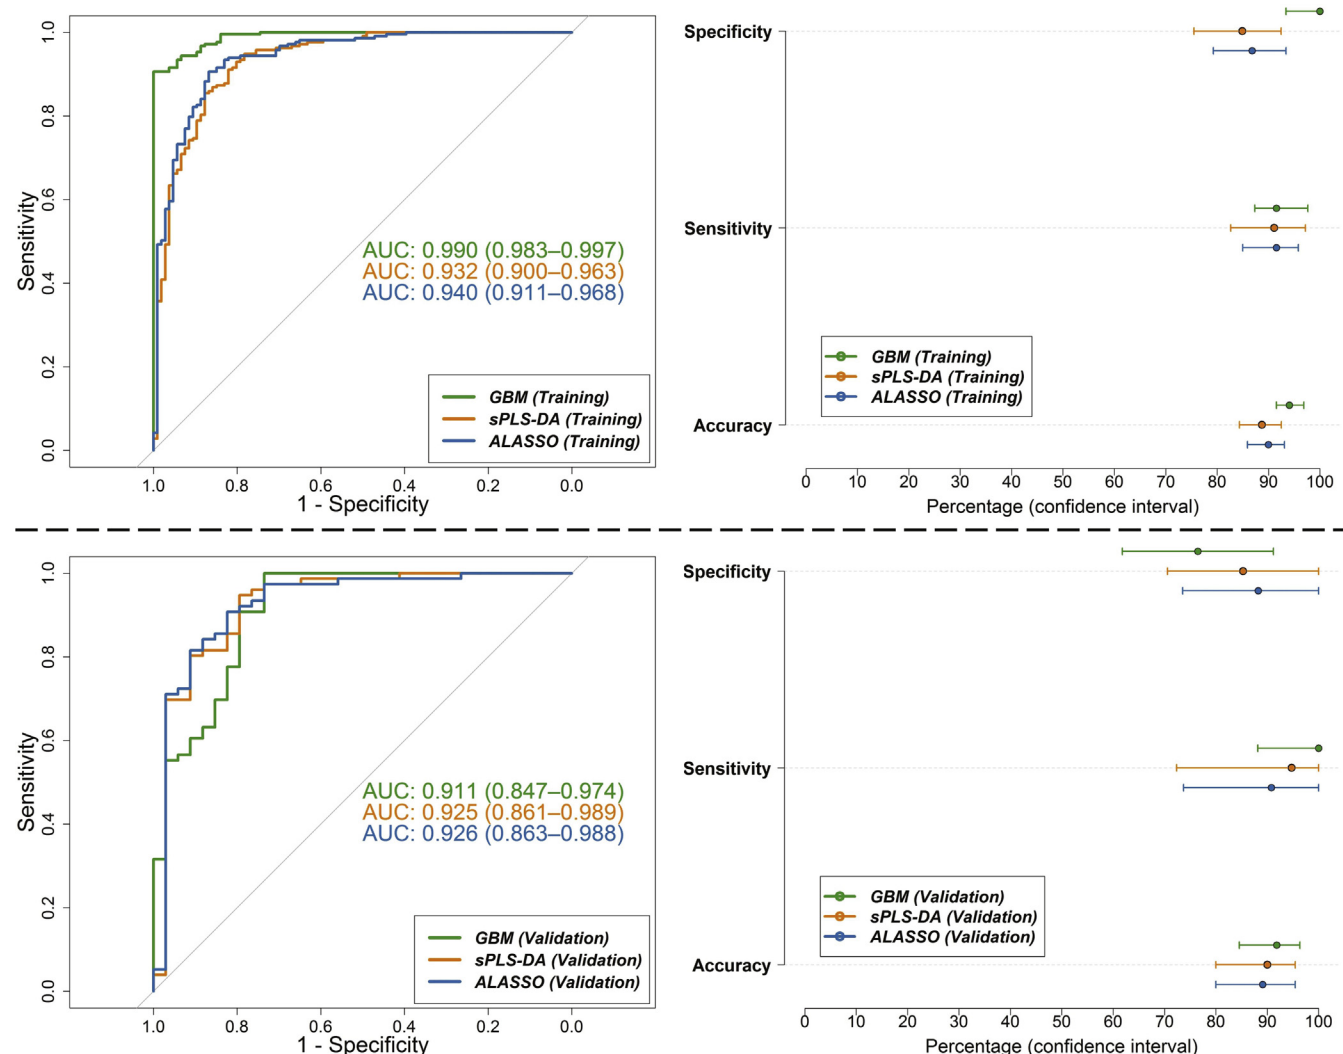 1.0
0.8
0.6
0.4
0.2
0.0
Sensitivity
AUC: 0.990 (0.983–0.997)
AUC: 0.932 (0.900–0.963)
AUC: 0.940 (0.911–0.968)
GBM (Training)
sPLS-DA (Training)
ALASSO (Training)
1.0 0.8 0.6 0.4 0.2 0.0
1 - Specificity
Specificity
Sensitivity
Accuracy
GBM (Training)
sPLS-DA (Training)
ALASSO (Training)
0 10 20 30 40 50 60 70 80 90 100
Percentage (confidence interval)
1.0
0.8
0.6
0.4
0.2
0.0
Sensitivity
AUC: 0.911 (0.847–0.974)
AUC: 0.925 (0.861–0.989)
AUC: 0.926 (0.863–0.988)
GBM (Validation)
sPLS-DA (Validation)
ALASSO (Validation)
1.0 0.8 0.6 0.4 0.2 0.0
1 - Specificity
Specificity
Sensitivity
Accuracy
GBM (Validation)
sPLS-DA (Validation)
ALASSO (Validation)
0 10 20 30 40 50 60 70 80 90 100
Percentage (confidence interval)